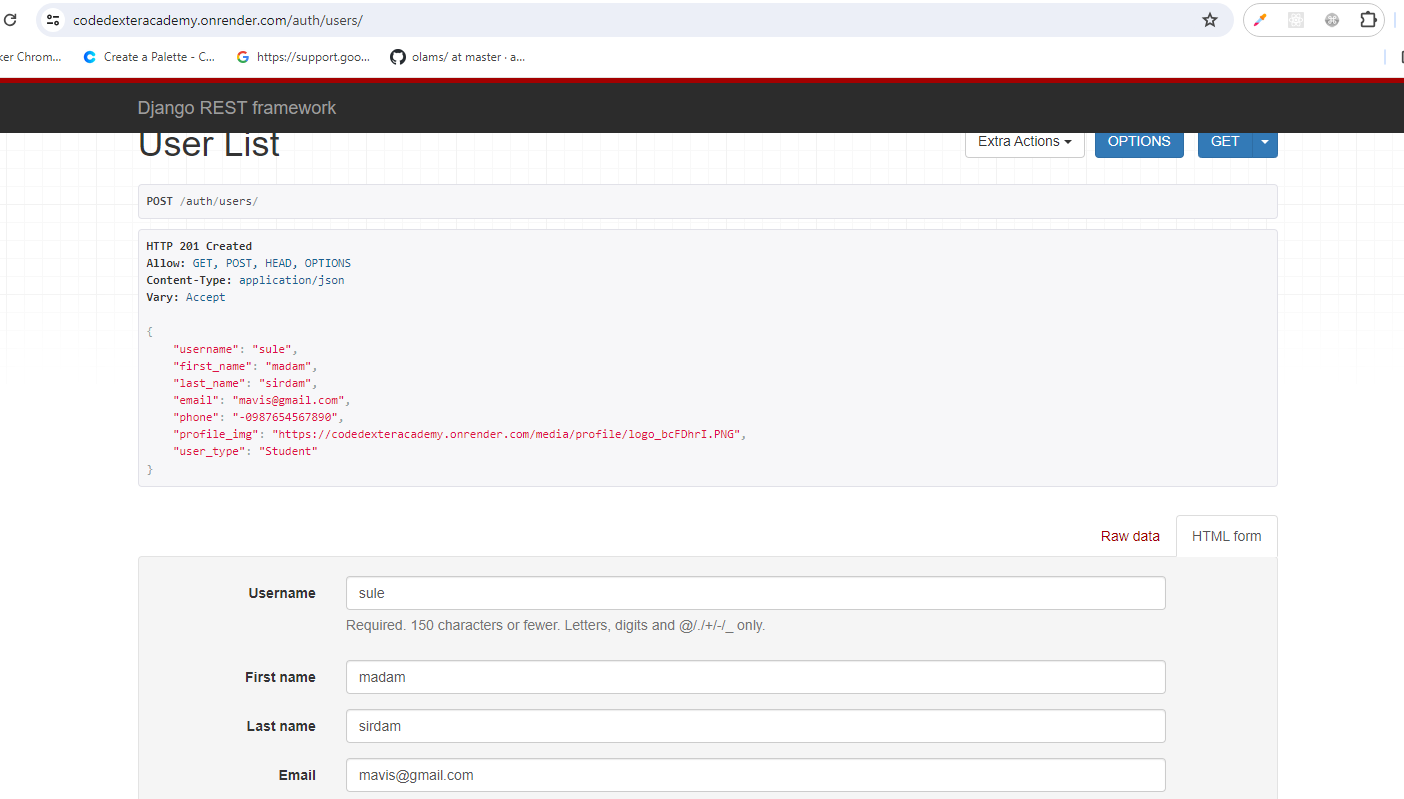 codedexteracademy.onrender.com/auth/users/
ker Chrom...
Create a Palette - C...
https://support.goo...
olams/ at master · a...
Django REST framework
User List
Extra Actions
OPTIONS
GET
POST /auth/users/
HTTP 201 Created
Allow: GET, POST, HEAD, OPTIONS
Content-Type: application/json
Vary: Accept
{
"username": "sule",
"first_name": "madam",
"last_name": "sirdam",
"email": "mavis@gmail.com",
"phone": "-0987654567890",
"profile_img": "https://codedexteracademy.onrender.com/media/profile/logo_bcFDhrI.PNG",
"user_type": "Student"
}
Raw data
HTML form
Username
sule
Required. 150 characters or fewer. Letters, digits and @/./+/-/_ only.
First name
madam
Last name
sirdam
Email
mavis@gmail.com